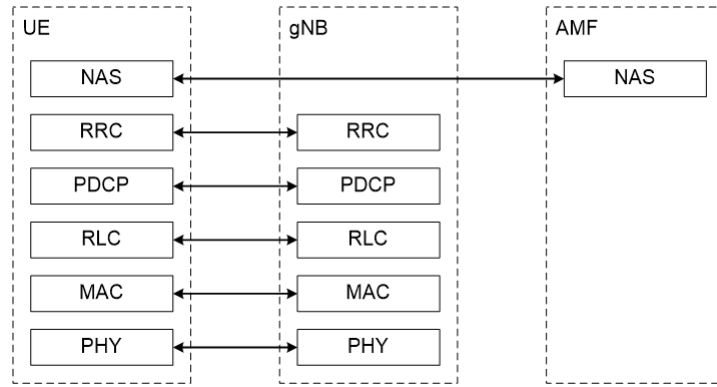 UE gNB AMF
NAS NAS
RRC RRC
PDCP PDCP
RLC RLC
MAC MAC
PHY PHY